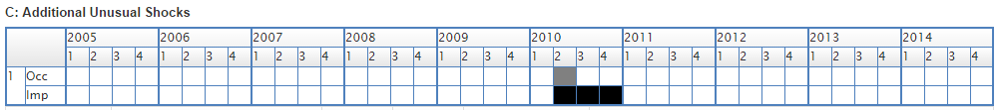 C: Additional Unusual Shocks
2005 2006 2007 2008 2009 2010 2011 2012 2013 2014
1 2 3 4 1 2 3 4 1 2 3 4 1 2 3 4 1 2 3 4 1 2 3 4 1 2 3 4 1 2 3 4 1 2 3 4 1 2 3 4
1 Occ
Imp